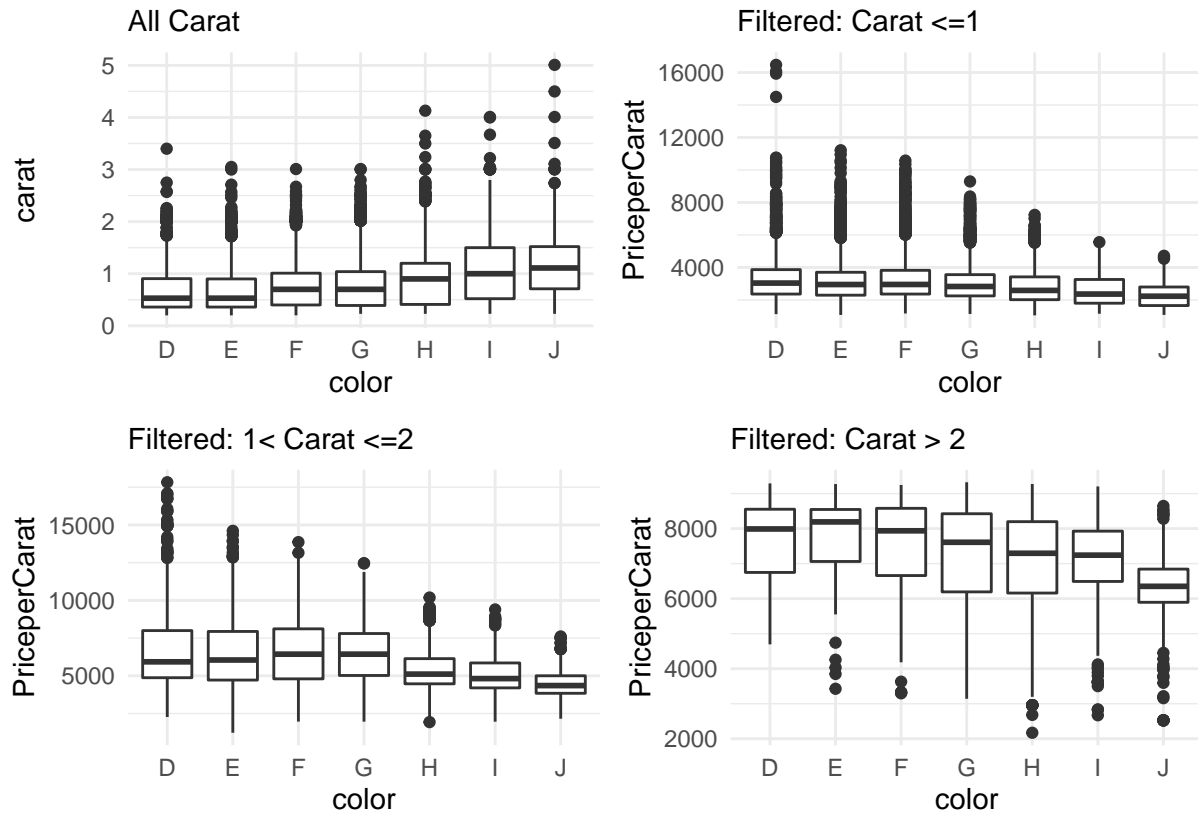 All Carat
carat
5
4
3
2
1
0
D E F G H I J
color
Filtered: Carat <=1
PriceperCarat
16000
12000
8000
4000
D E F G H I J
color
Filtered: 1< Carat <=2
PriceperCarat
15000
10000
5000
D E F G H I J
color
Filtered: Carat > 2
PriceperCarat
8000
6000
4000
2000
D E F G H I J
color